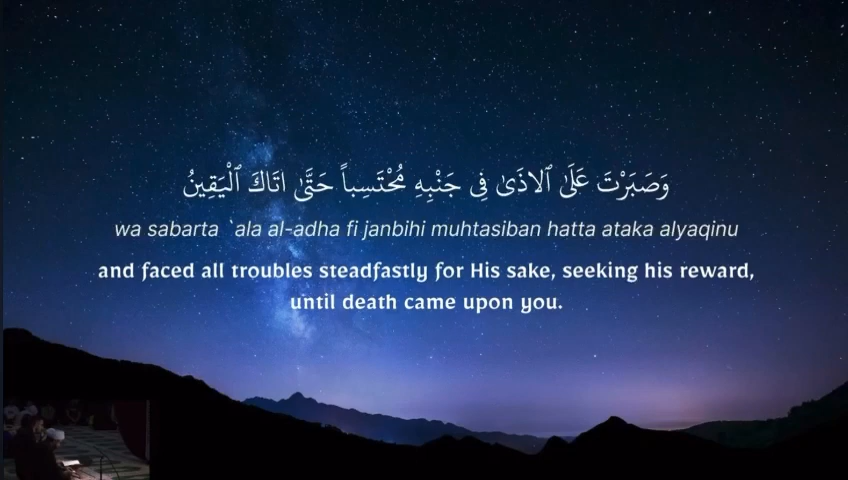 وَصَبَرْتَ عَلَىٰ ٱلاذَىٰ فِي جَنْبِهِ مُحْتَسِباً حَتَّىٰ اتَاكَ ٱلْيَقِينُ
wa sabarta `ala al-adha fi janbihi muhtasiban hatta ataka alyaqinu
and faced all troubles steadfastly for His sake, seeking his reward,
until death came upon you.